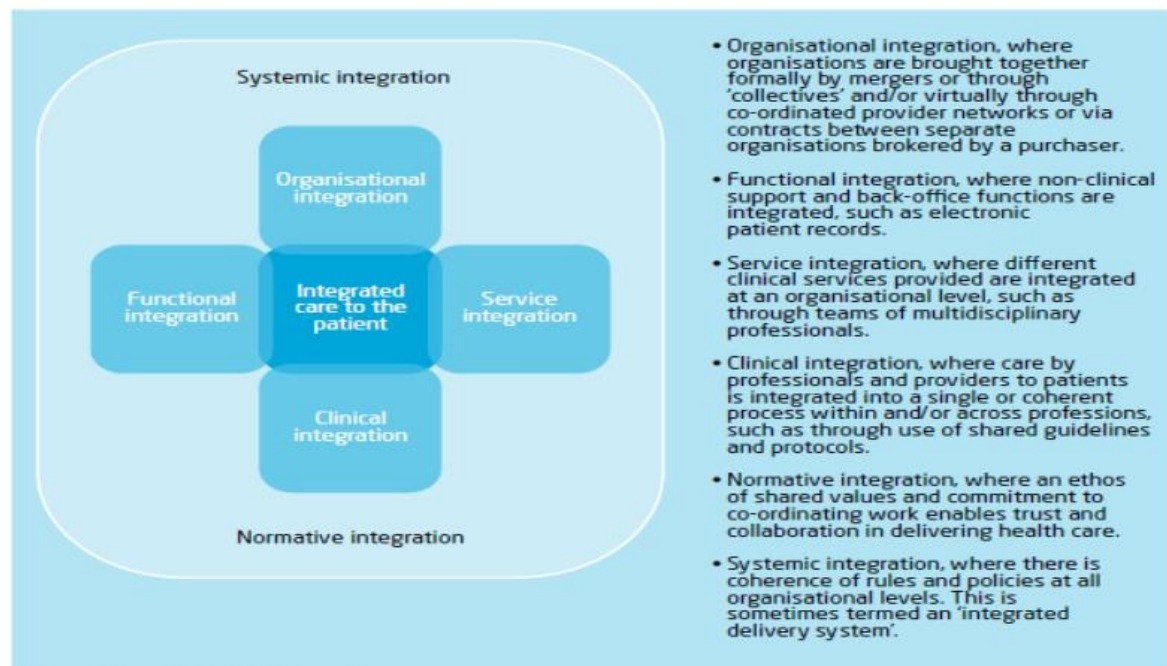 Systemic integration
Organisational
integration
Functional
integration
Integrated
care to the
patient
Service
integration
Clinical
integration
Normative integration
• Organisational integration, where
organisations are brought together
formally by mergers or through
'collectives' and/or virtually through
co-ordinated provider networks or via
contracts between separate
organisations brokered by a purchaser.
• Functional integration, where non-clinical
support and back-office functions are
integrated, such as electronic
patient records.
• Service integration, where different
clinical services provided are integrated
at an organisational level, such as
through teams of multidisciplinary
professionals.
• Clinical integration, where care by
professionals and providers to patients
is integrated into a single or coherent
process within and/or across professions,
such as through use of shared guidelines
and protocols.
• Normative integration, where an ethos
of shared values and commitment to
co-ordinating work enables trust and
collaboration in delivering health care.
• Systemic integration, where there is
coherence of rules and policies at all
organisational levels. This is
sometimes termed an 'integrated
delivery system'.